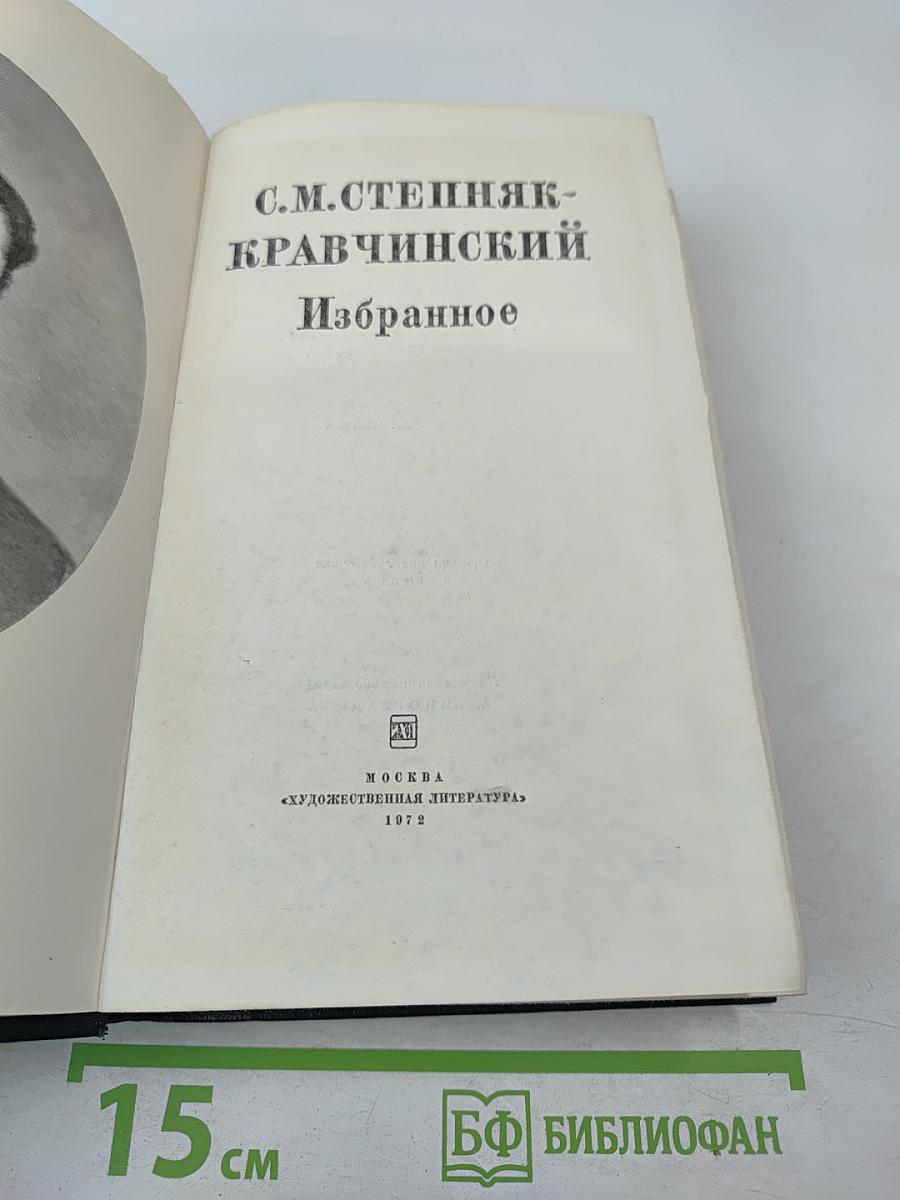 С.М.СТЕПНЯК-
КРАВЧИНСКИЙ
Избранное
МОСКВА
«ХУДОЖЕСТВЕННАЯ ЛИТЕРАТУРА»
1972
15 см
БФ БИБЛИОФАН